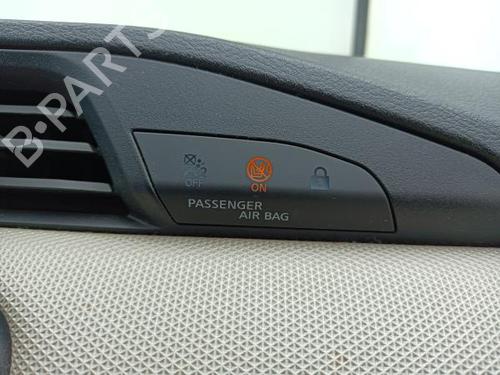 B-PARTS
OFF
ON
PASSENGER
AIR BAG